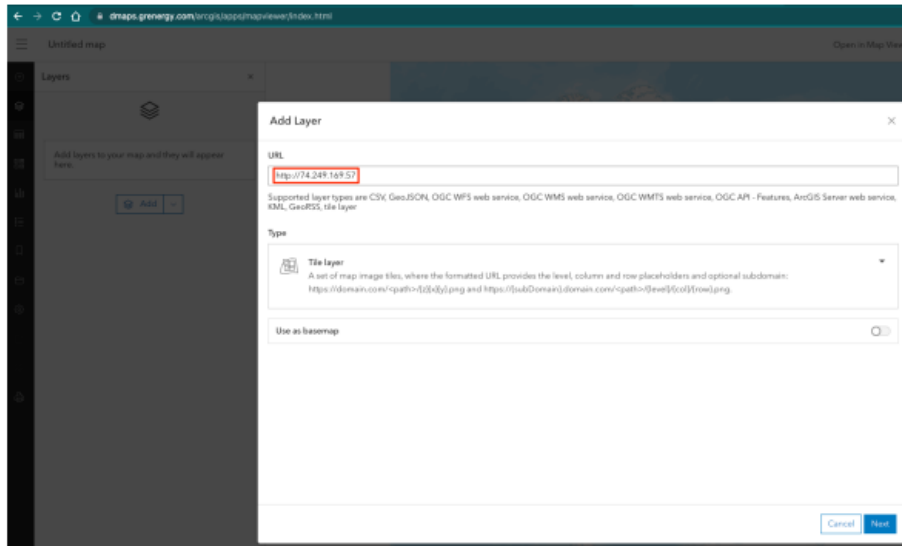 dmaps.grenergy.com/arcgis/apps/mapviewer/index.html
Untitled map
Open in Map View
Layers
Add layers to your map and they will appear
here.
Add
Add Layer
URL
http://74.249.169.57
Supported layer types are CSV, GeoJSON, OGC WFS web service, OGC WMS web service, OGC WMTS web service, OGC API - Features, ArcGIS Server web service,
KML, GeoRSS, tile layer
Type
Tile layer
A set of map image tiles, where the formatted URL provides the level, column and row placeholders and optional subdomain:
https://domain.com/<path>/{z}{x}{y}.png and https://{subDomain}.domain.com/<path>/{level}/{col}/{row}.png.
Use as basemap
Cancel
Next